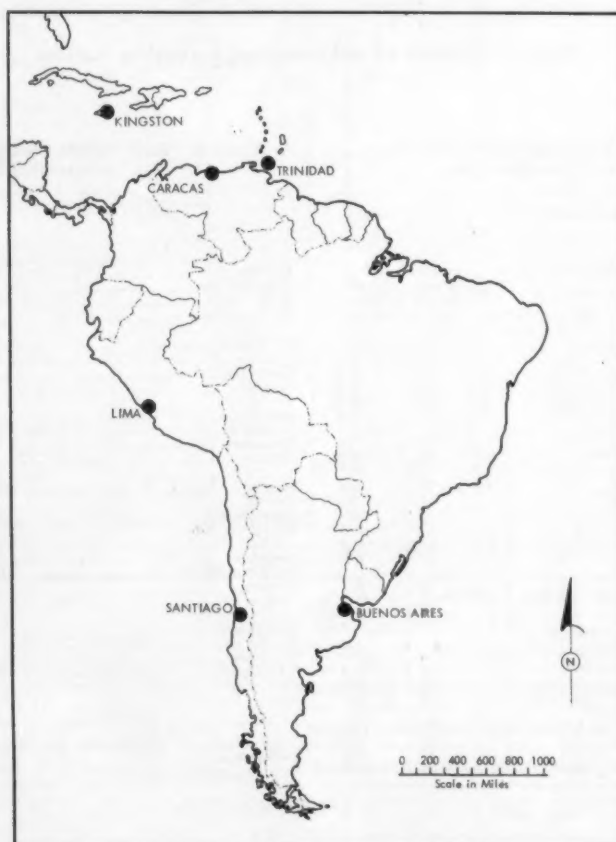 KINGSTON
TRINIDAD
CARACAS
LIMA
SANTIAGO
BUENOS AIRES
N
0 200 400 600 800 1000
Scale in Miles